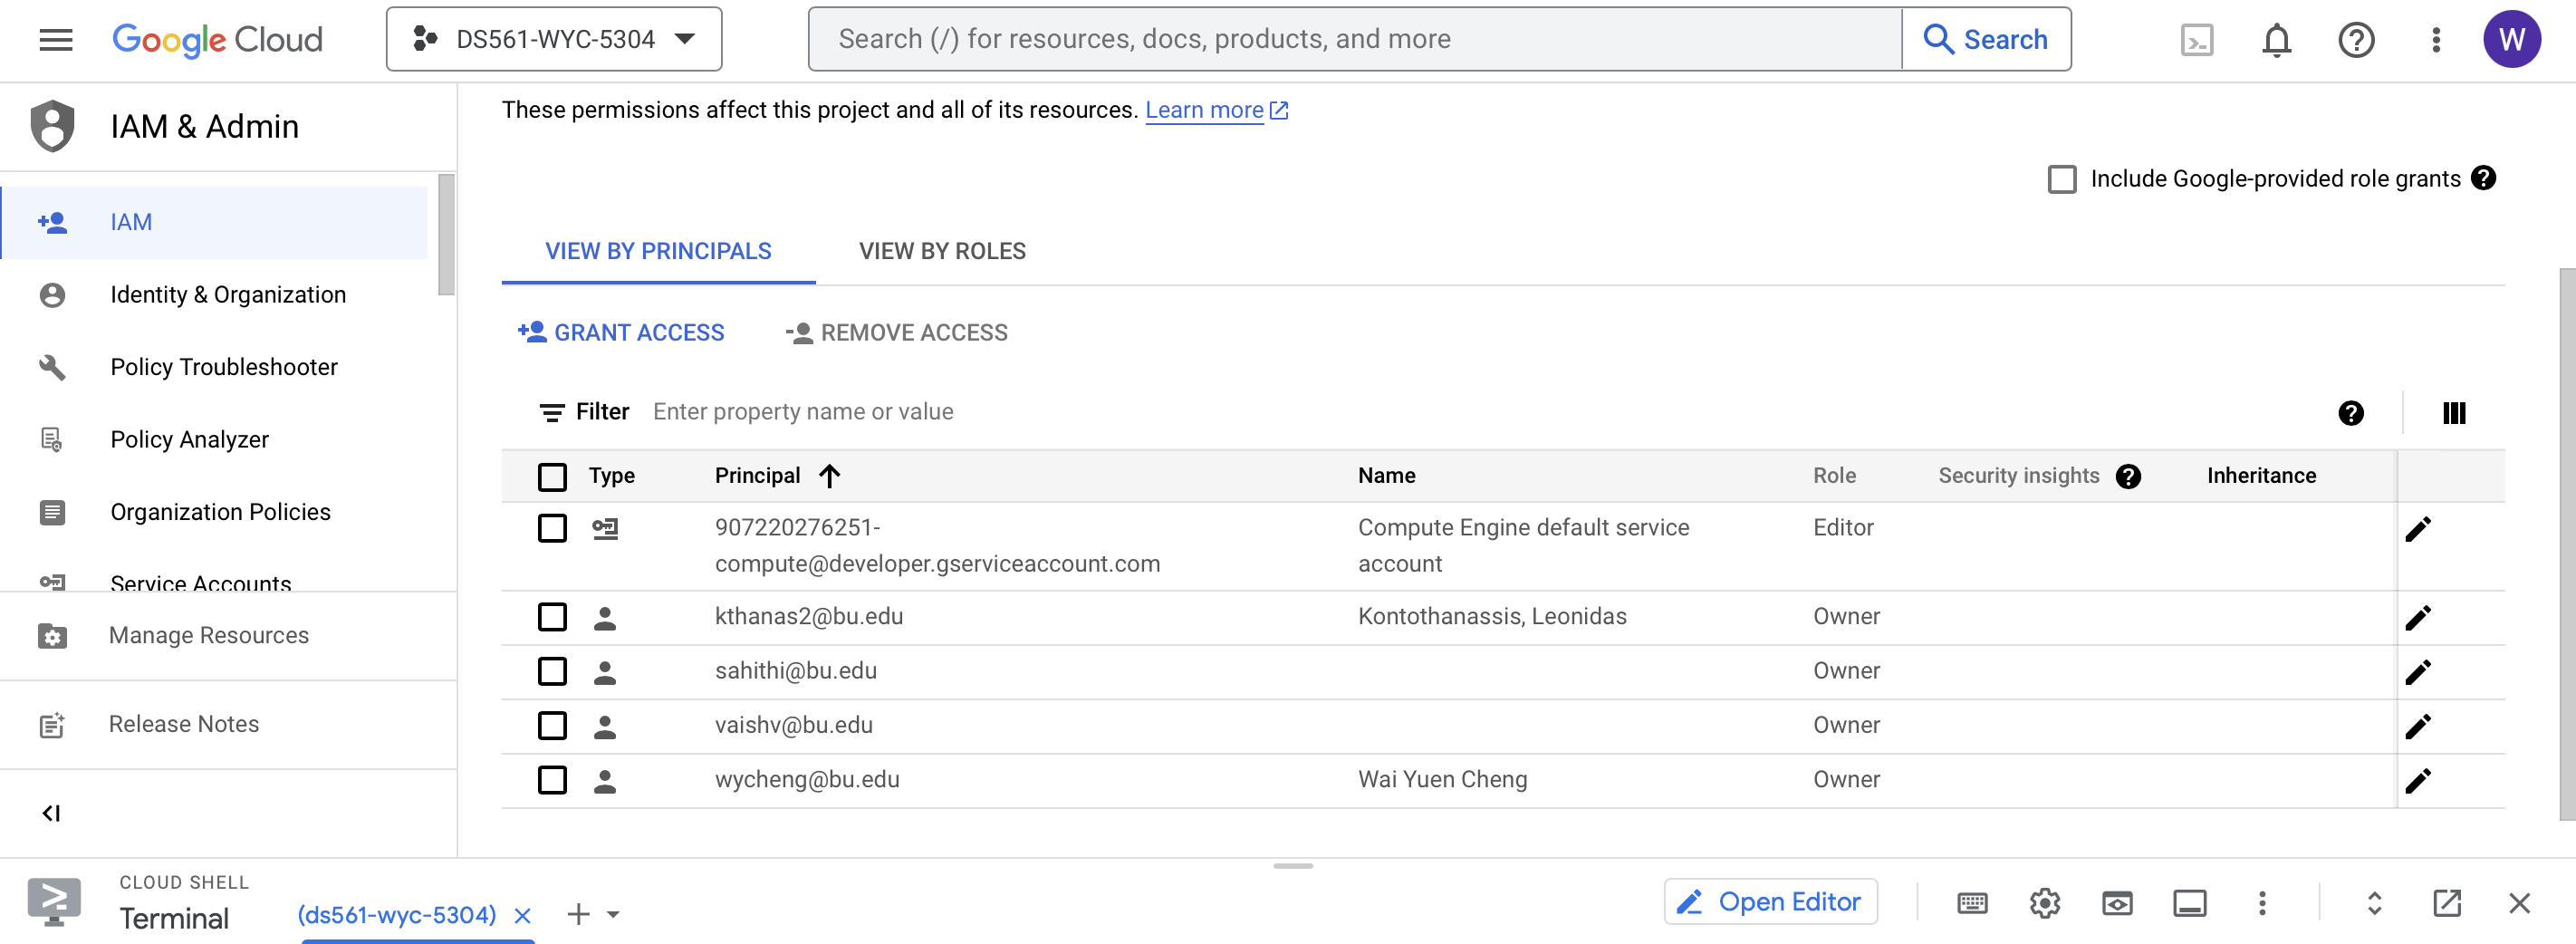 Google Cloud
DS561-WYC-5304
Search (/) for resources, docs, products, and more
Search
W
IAM & Admin
IAM
Identity & Organization
Policy Troubleshooter
Policy Analyzer
Organization Policies
Service Accounts
Manage Resources
Release Notes
These permissions affect this project and all of its resources. Learn more
Include Google-provided role grants
VIEW BY PRINCIPALS VIEW BY ROLES
GRANT ACCESS REMOVE ACCESS
Filter Enter property name or value
Type Principal Name Role Security insights Inheritance
907220276251- Compute Engine default service Editor
compute@developer.gserviceaccount.com account
kthanas2@bu.edu Kontothanassis, Leonidas Owner
sahithi@bu.edu Owner
vaishv@bu.edu Owner
wycheng@bu.edu Wai Yuen Cheng Owner
CLOUD SHELL
Terminal (ds561-wyc-5304) Open Editor